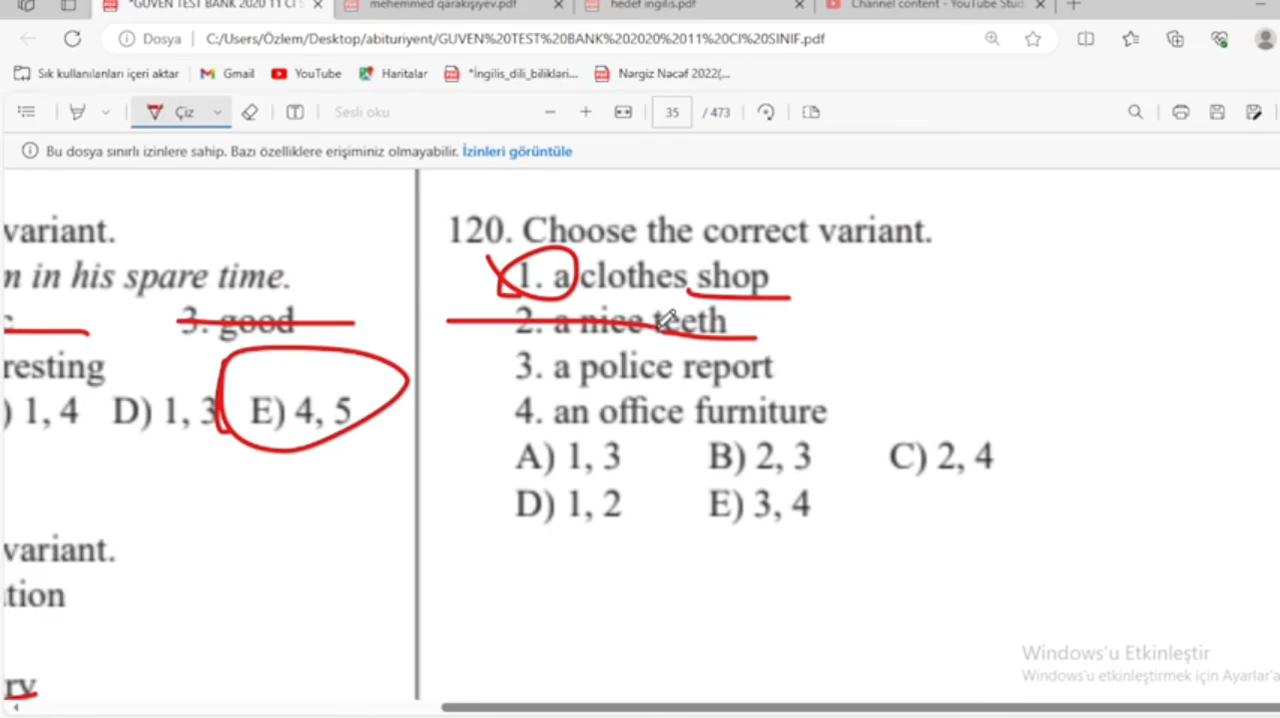 *GÜVEN TEST BANK 2020 11 CI S
mehemmed qarakişiyev.pdf
hedef ingilis.pdf
Channel content - YouTube Stud
Dosya
C:/Users/Özlem/Desktop/abituriyent/GUVEN%20TEST%20BANK%202020%2011%20CI%20SINIF.pdf
Sık kullanılanları içeri aktar
Gmail
YouTube
Haritalar
*İngilis_dili_bilikləri...
Nərgiz Nəcəf 2022(...
Çiz
Sesli oku
35 / 473
Bu dosya sınırlı izinlere sahip. Bazı özelliklere erişiminiz olmayabilir. İzinleri görüntüle
variant.
n in his spare time.
3. good
resting
) 1, 4 D) 1, 3 E) 4, 5
variant.
tion
ry
120. Choose the correct variant.
1. a clothes shop
2. a nice teeth
3. a police report
4. an office furniture
A) 1, 3 B) 2, 3 C) 2, 4
D) 1, 2 E) 3, 4
Windows'u Etkinleştir
Windows'u etkinleştirmek için Ayarlar'a